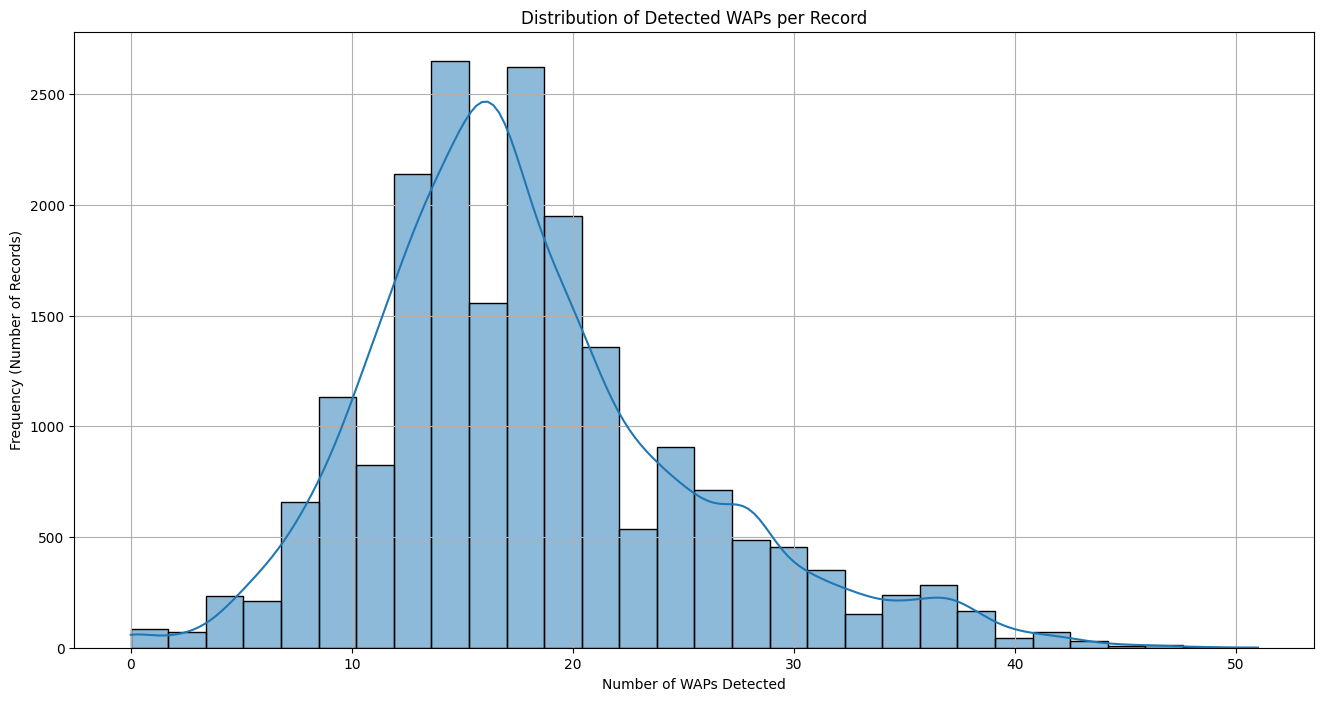 Distribution of Detected WAPs per Record
Frequency (Number of Records)
2500
2000
1500
1000
500
0
0 10 20 30 40 50
Number of WAPs Detected